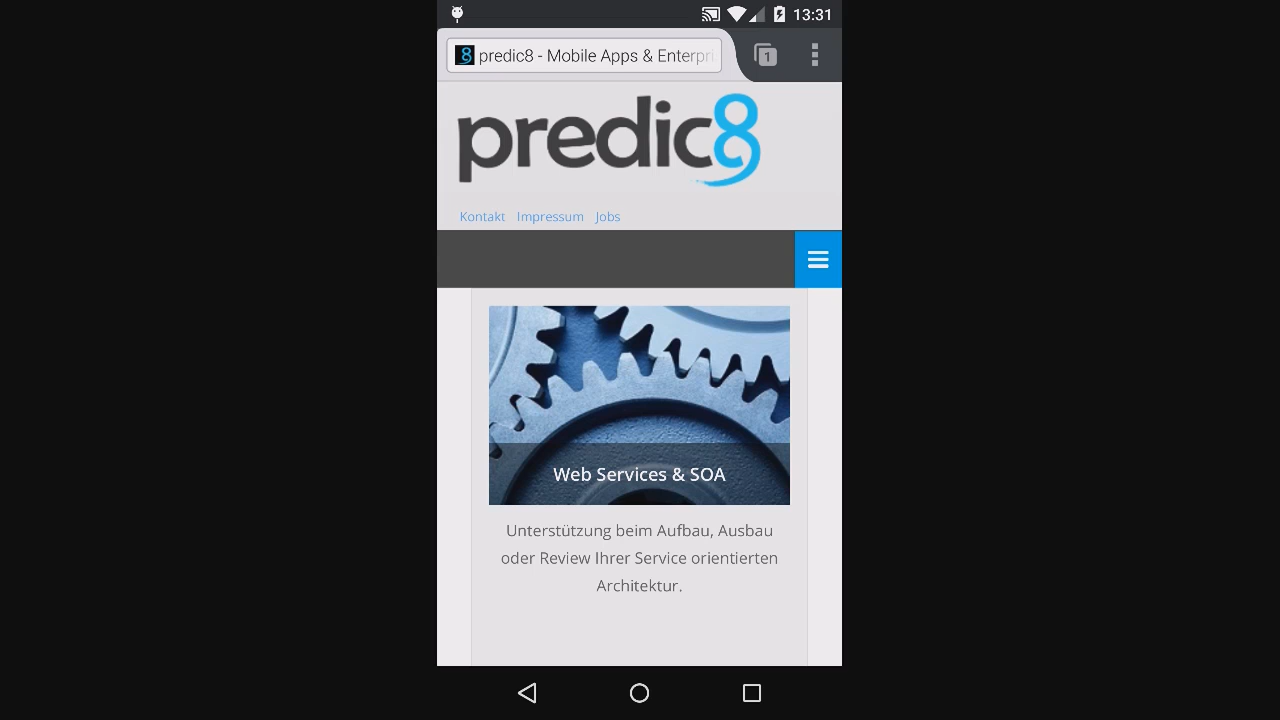 13:31
predic8 - Mobile Apps & Enterpri
1
predic8
Kontakt Impressum Jobs
Web Services & SOA
Unterstützung beim Aufbau, Ausbau
oder Review Ihrer Service orientierten
Architektur.